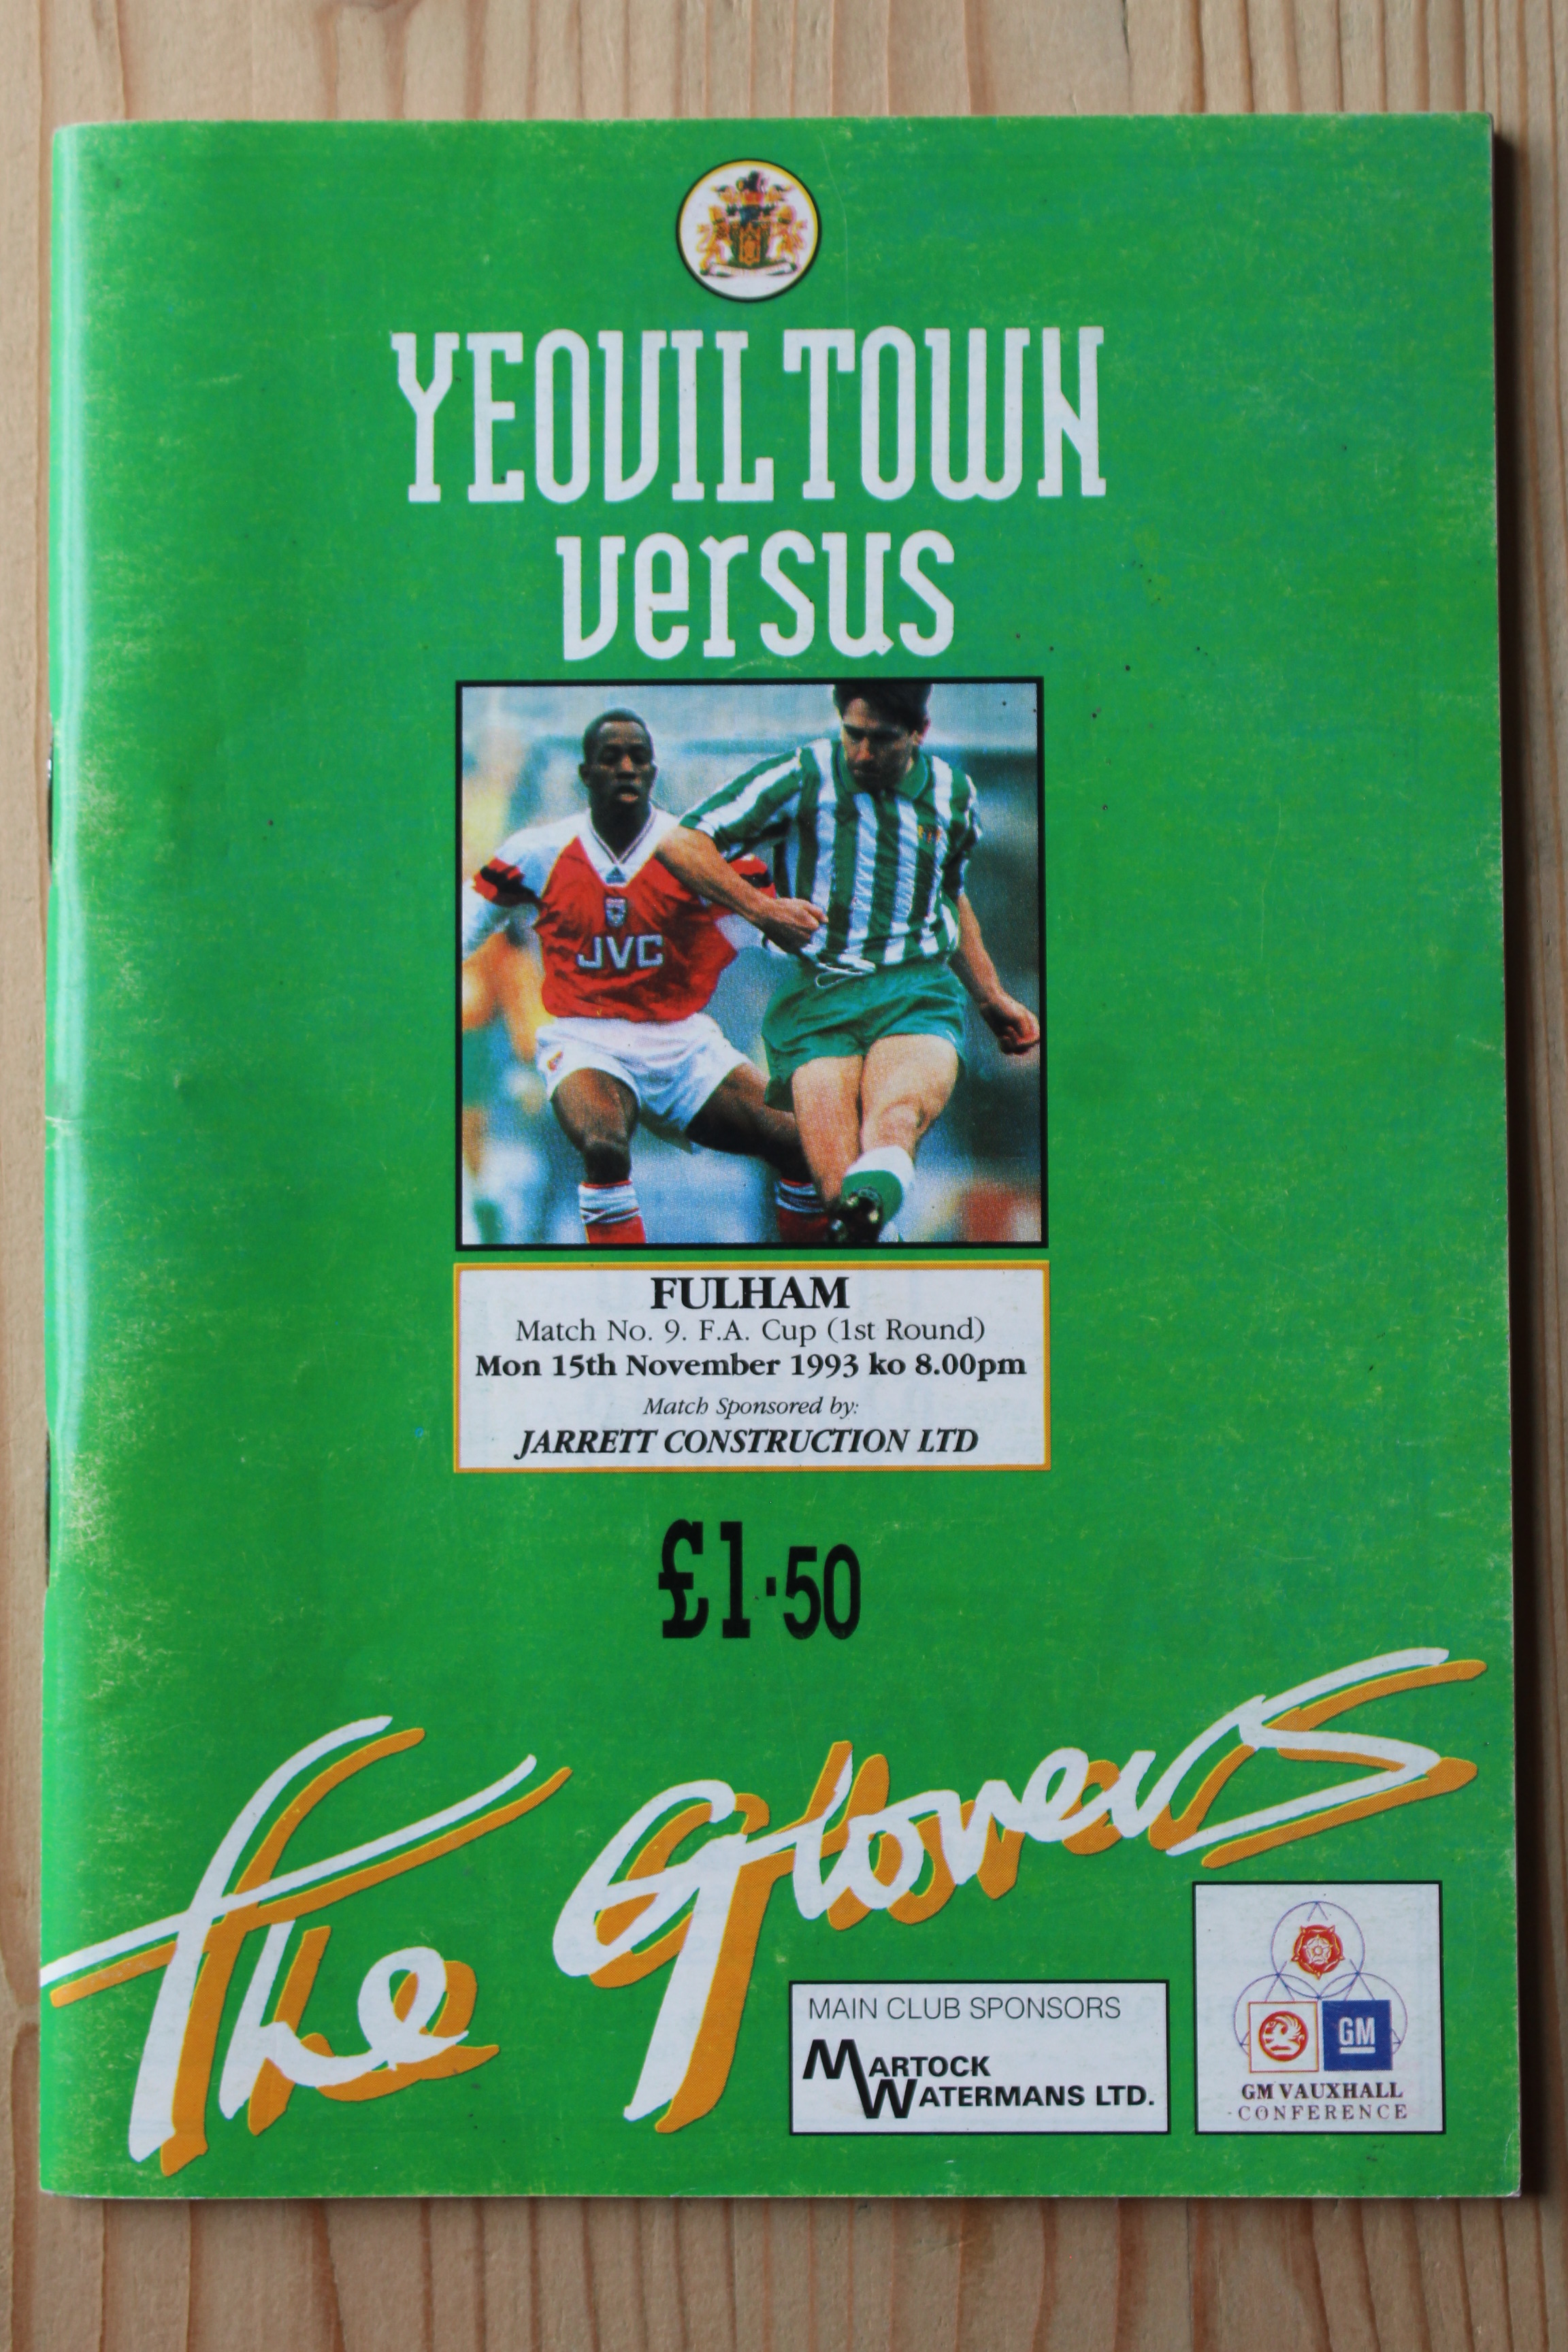 YEOVIL TOWN
versus
JVC
FULHAM
Match No. 9. F.A. Cup (1st Round)
Mon 15th November 1993 ko 8.00pm
Match Sponsored by:
JARRETT CONSTRUCTION LTD
£1·50
The Glovers
MAIN CLUB SPONSORS
MARTOCK
WATERMANS LTD.
GM
GM VAUXHALL
CONFERENCE